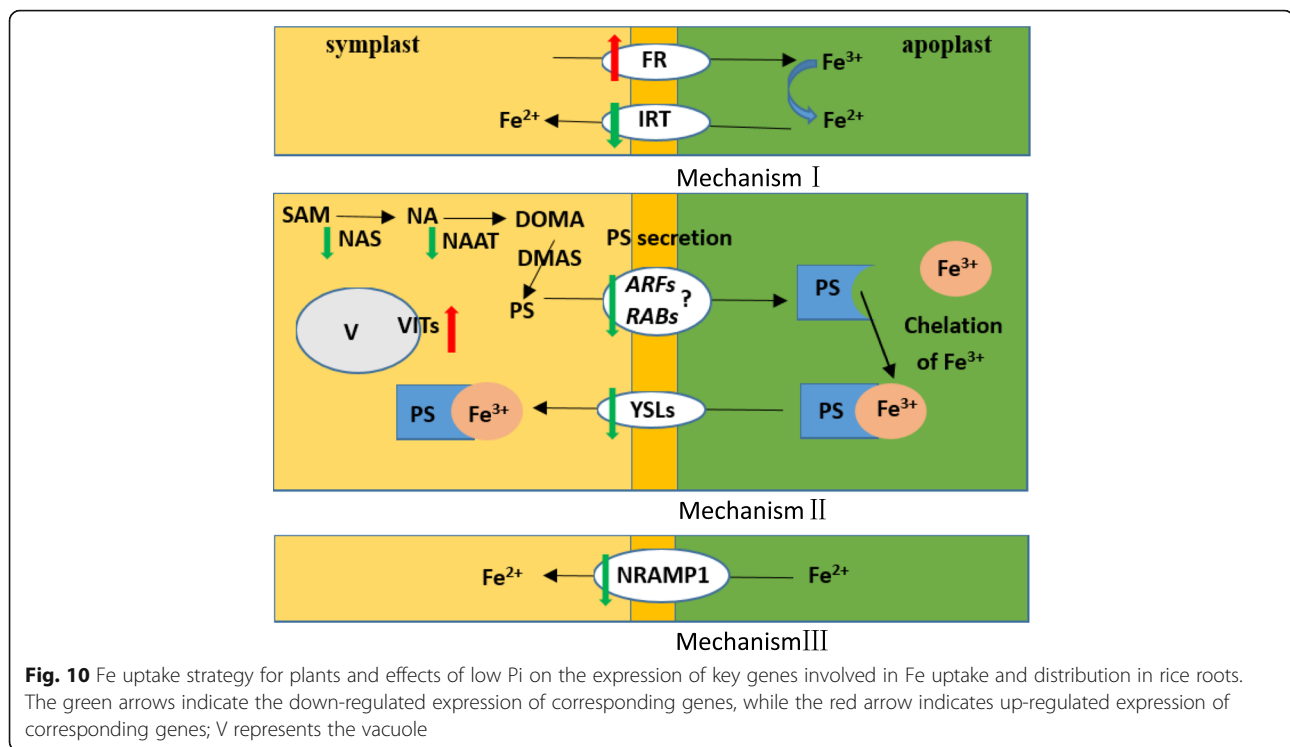 symplast
apoplast
FR
Fe³⁺
Fe²⁺
IRT
Fe²⁺
Mechanism Ⅰ
SAM
NA
DOMA
NAS
NAAT
DMAS
PS
PS secretion
ARFs
RABs
?
PS
Fe³⁺
Chelation
of Fe³⁺
V
VITs
PS
Fe³⁺
YSLs
PS
Fe³⁺
Mechanism Ⅱ
Fe²⁺
NRAMP1
Fe²⁺
MechanismⅢ
Fig. 10 Fe uptake strategy for plants and effects of low Pi on the expression of key genes involved in Fe uptake and distribution in rice roots.
The green arrows indicate the down-regulated expression of corresponding genes, while the red arrow indicates up-regulated expression of
corresponding genes; V represents the vacuole